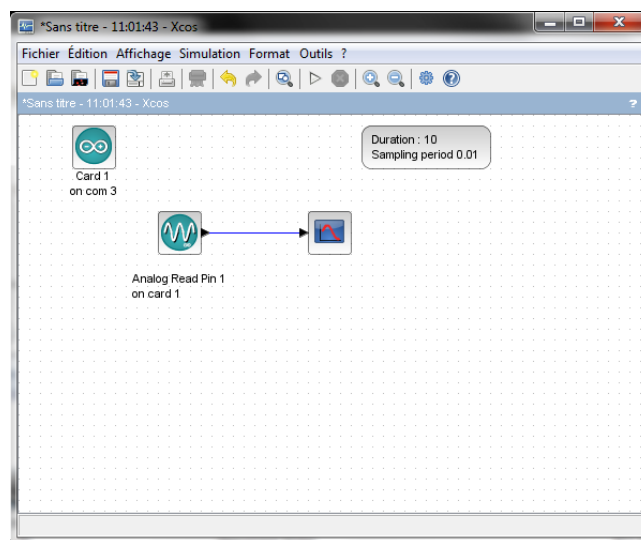 *Sans titre - 11:01:43 - Xcos
Fichier Édition Affichage Simulation Format Outils ?
*Sans titre - 11:01:43 - Xcos ?
Duration : 10
Sampling period 0.01
Card 1
on com 3
Analog Read Pin 1
on card 1